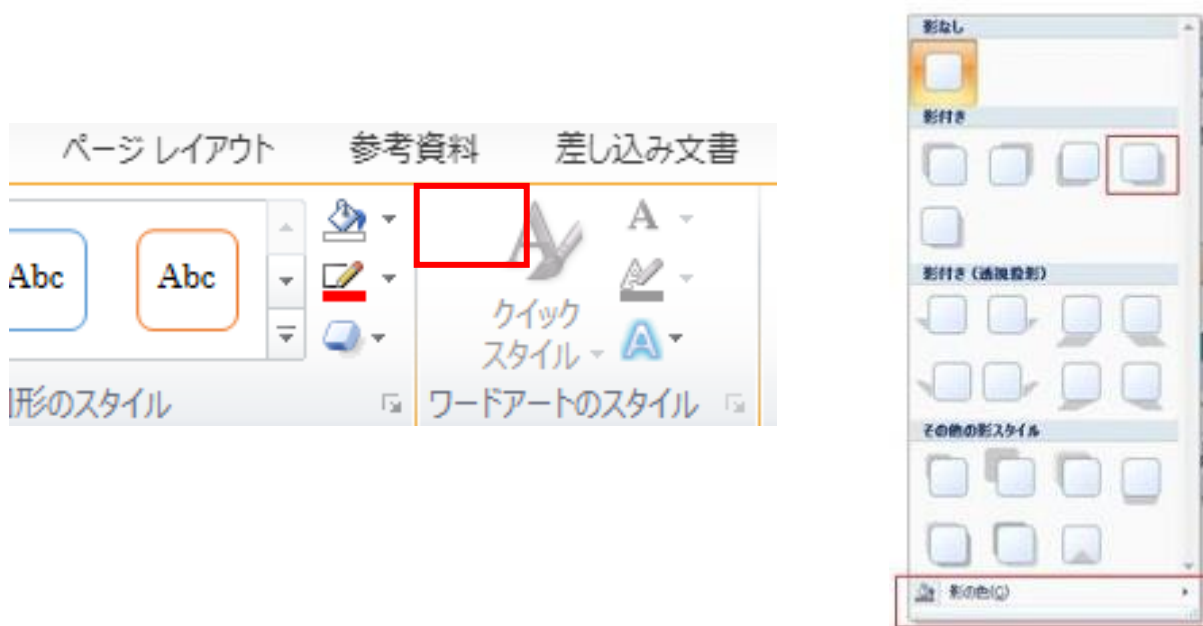 ページ レイアウト 参考資料 差し込み文書
Abc Abc
A
クイック
スタイル
形のスタイル
ワードアートのスタイル
影なし
影付き
影付き (透視投影)
その他の影スタイル
影の色(C)